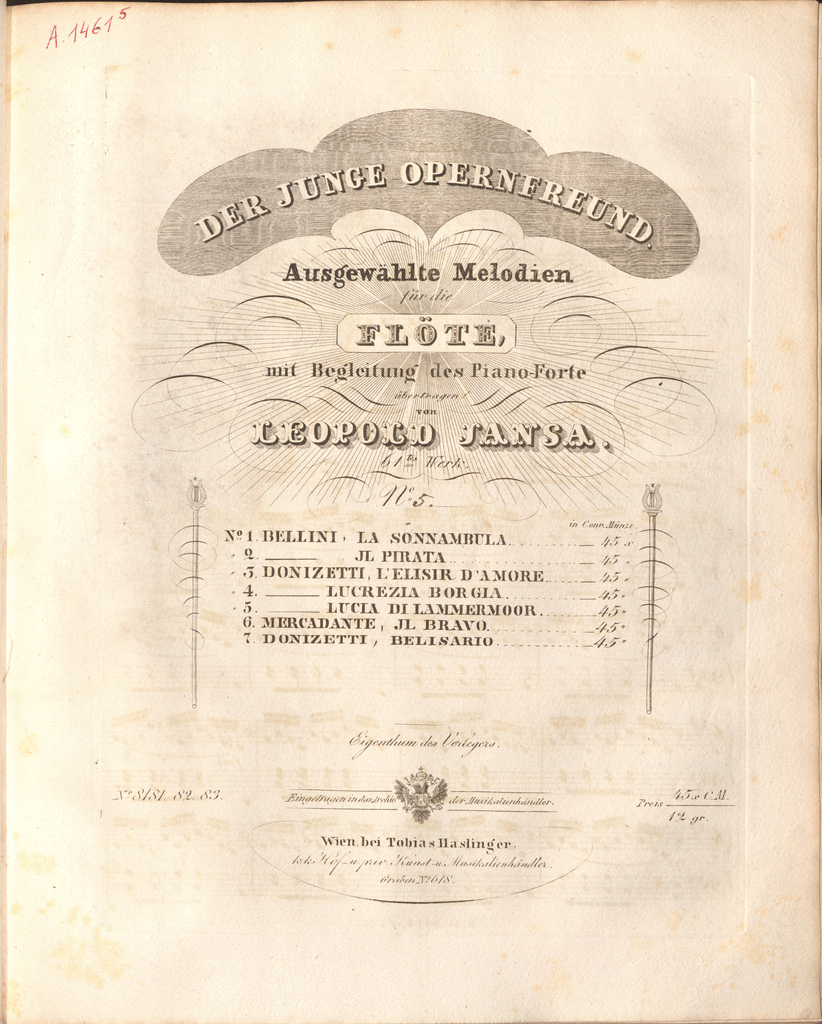 A.1461⁵
DER JUNGE OPERNFREUND.
Ausgewählte Melodien
für die
FLÖTE,
mit Begleitung des Piano-Forte
übertragen
von
LEOPOLD JANSA.
61tes Werk.
No 5.
in Conv. Münze.
No 1. BELLINI, LA SONNAMBULA 45 x
" 2. ——— JL PIRATA 45 "
" 3. DONIZETTI, L'ELISIR D'AMORE 45 "
" 4. ——— LUCREZIA BORGIA 45 "
" 5. ——— LUCIA DI LAMMERMOOR 45 "
6. MERCADANTE, JL BRAVO 45 "
7. DONIZETTI, BELISARIO 45 "
Eigenthum des Verlegers.
No 8181. 82. 83.
Eingetragen in das Archiv der Musikalienhändler.
Preis 45 x C.M.
12 gr.
Wien, bei Tobias Haslinger,
k.k. Hof- u. priv. Kunst- u. Musikalienhändler.
Graben No 618.